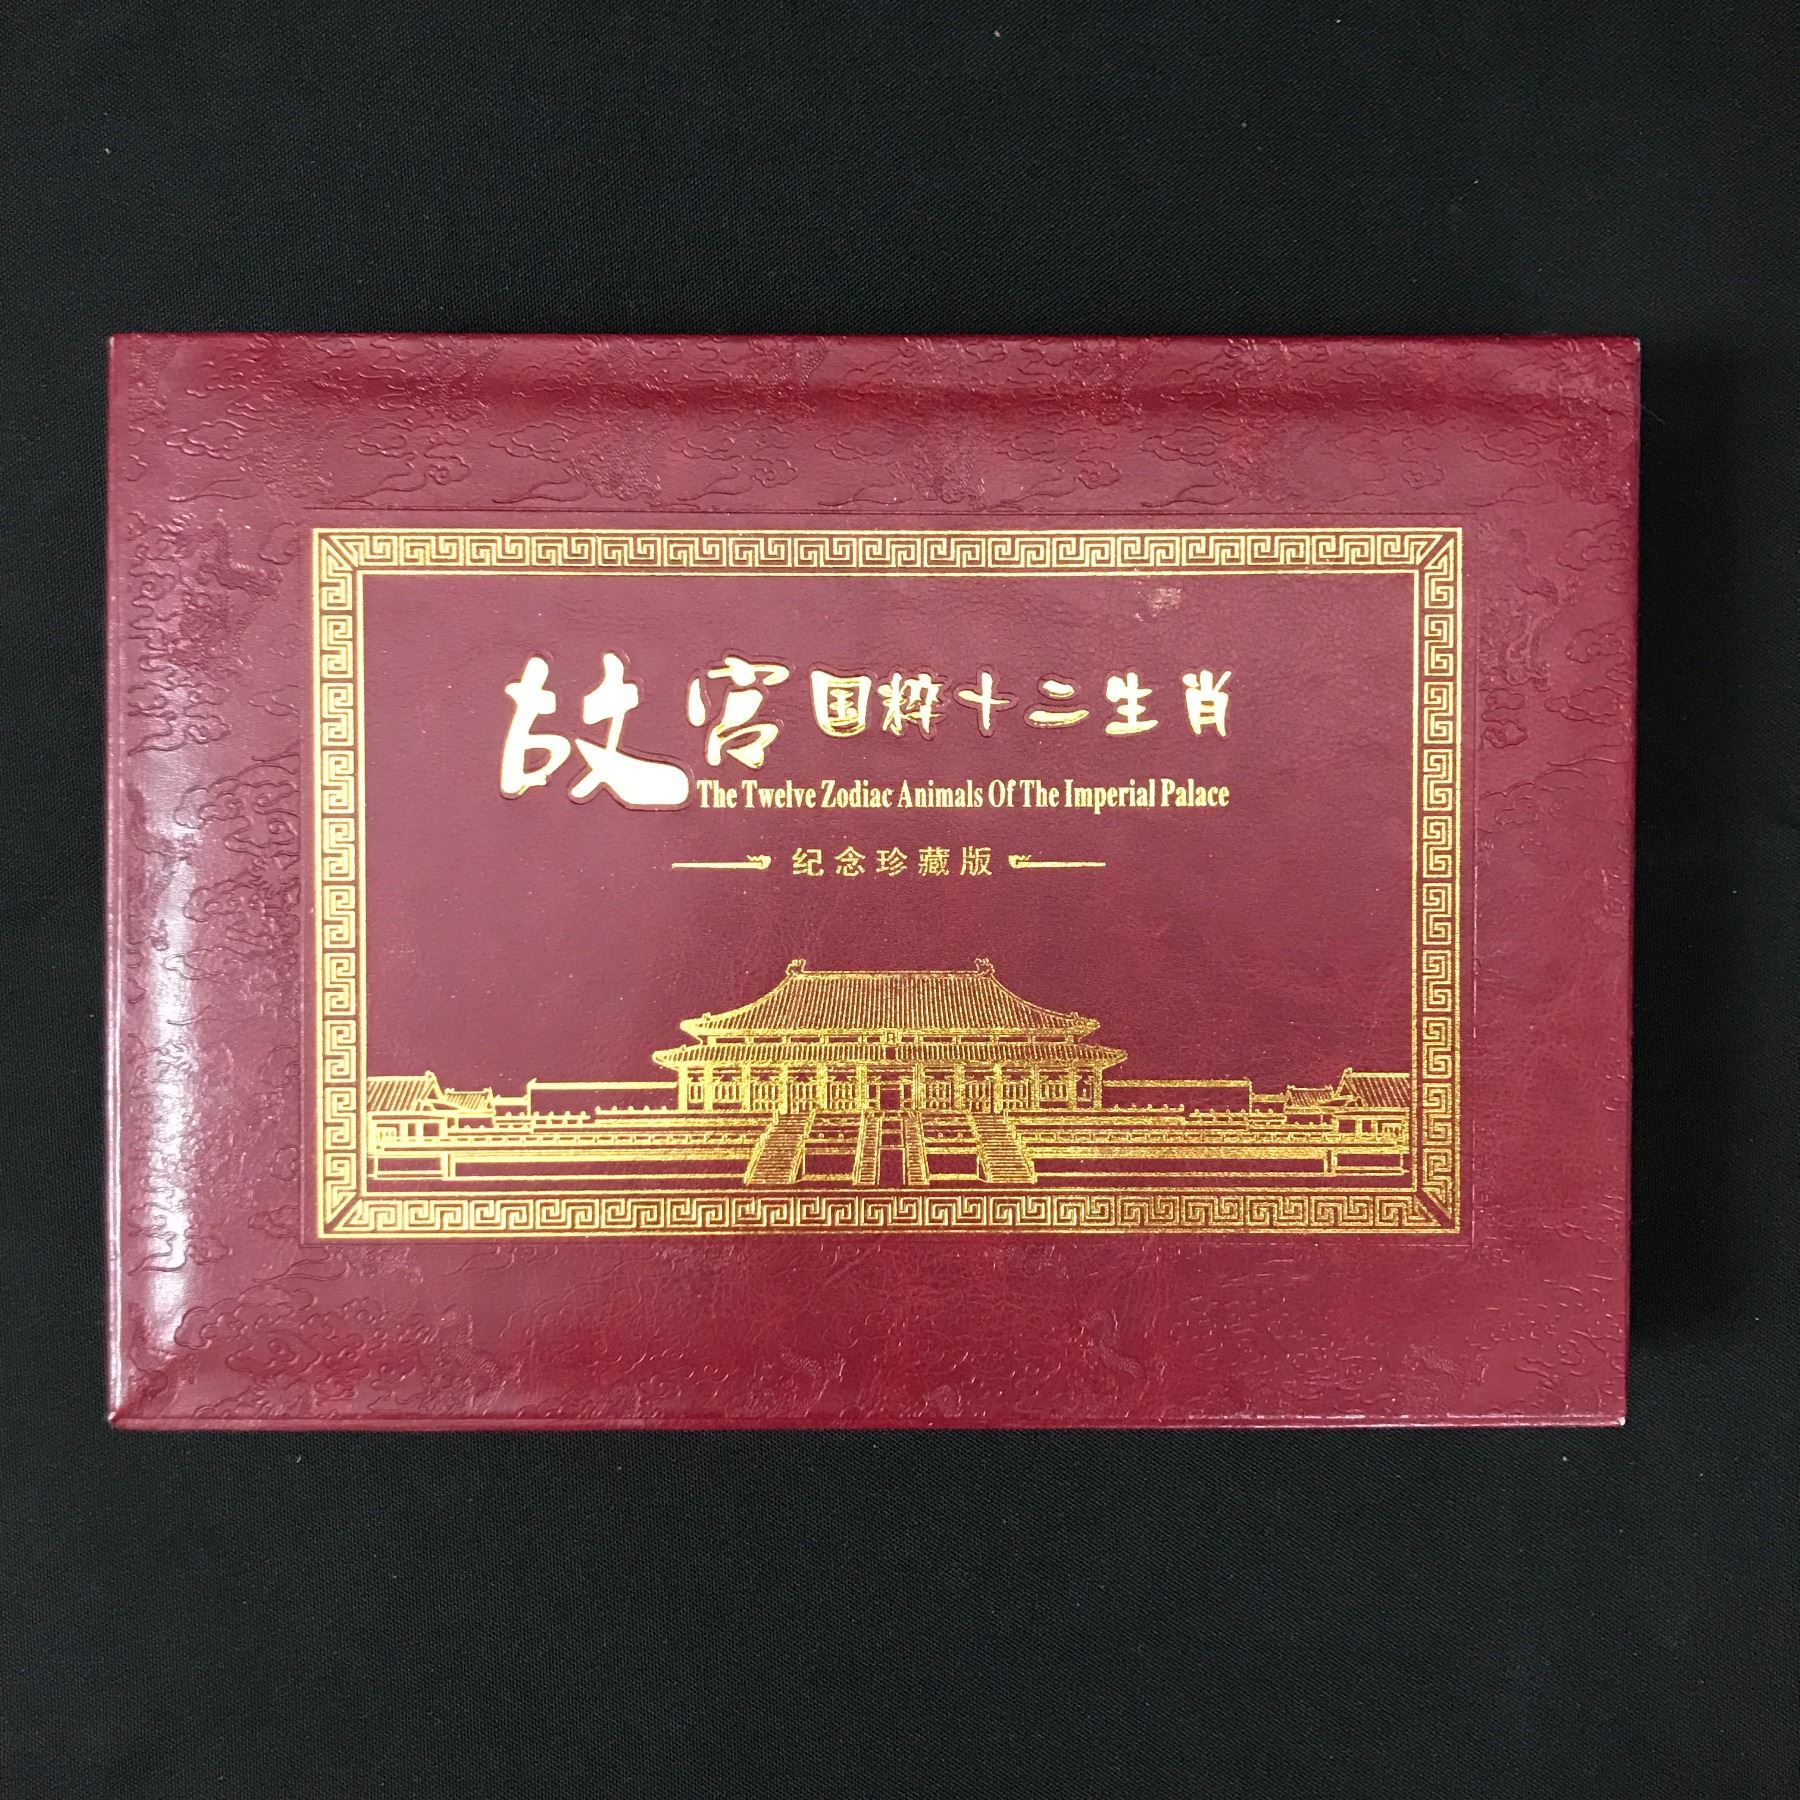 故宫国粹十二生肖
The Twelve Zodiac Animals Of The Imperial Palace
纪念珍藏版